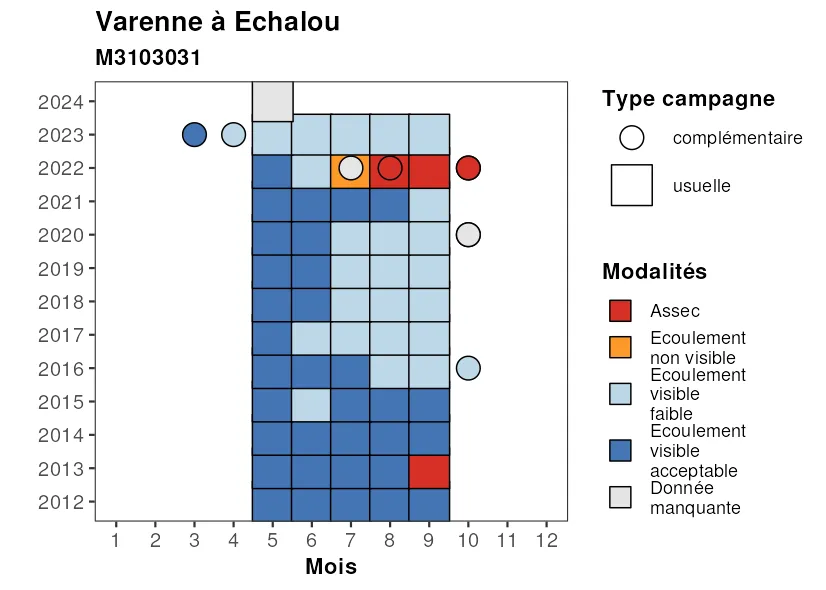 Varenne à Echalou
M3103031
2024
2023
2022
2021
2020
2019
2018
2017
2016
2015
2014
2013
2012
1 2 3 4 5 6 7 8 9 10 11 12
Mois
Type campagne
complémentaire
usuelle
Modalités
Assec
Ecoulement
non visible
Ecoulement
visible
faible
Ecoulement
visible
acceptable
Donnée
manquante